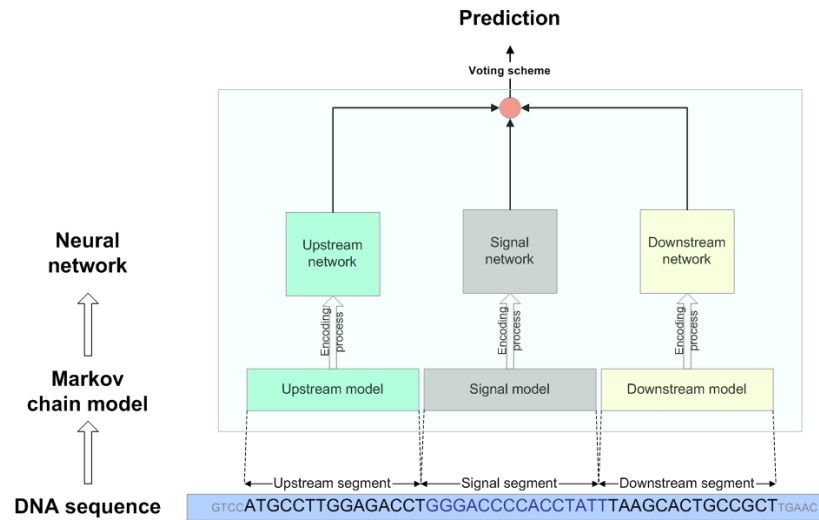 Prediction
Voting scheme
Neural
network
Upstream
network
Signal
network
Downstream
network
Encoding
process
Encoding
process
Encoding
process
Markov
chain model
Upstream model
Signal model
Downstream model
Upstream segment
Signal segment
Downstream segment
DNA sequence
GTCCATGCCTTGGAGACCTGGGACCCCACCTATTTAAGCACTGCCGCTTGAAC